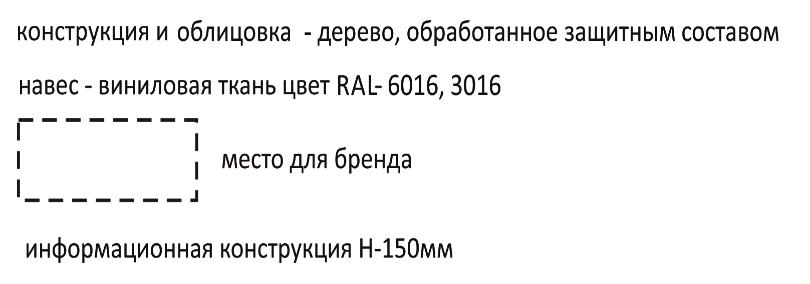 конструкция и облицовка - дерево, обработанное защитным составом
навес - виниловая ткань цвет RAL- 6016, 3016
место для бренда
информационная конструкция Н-150мм